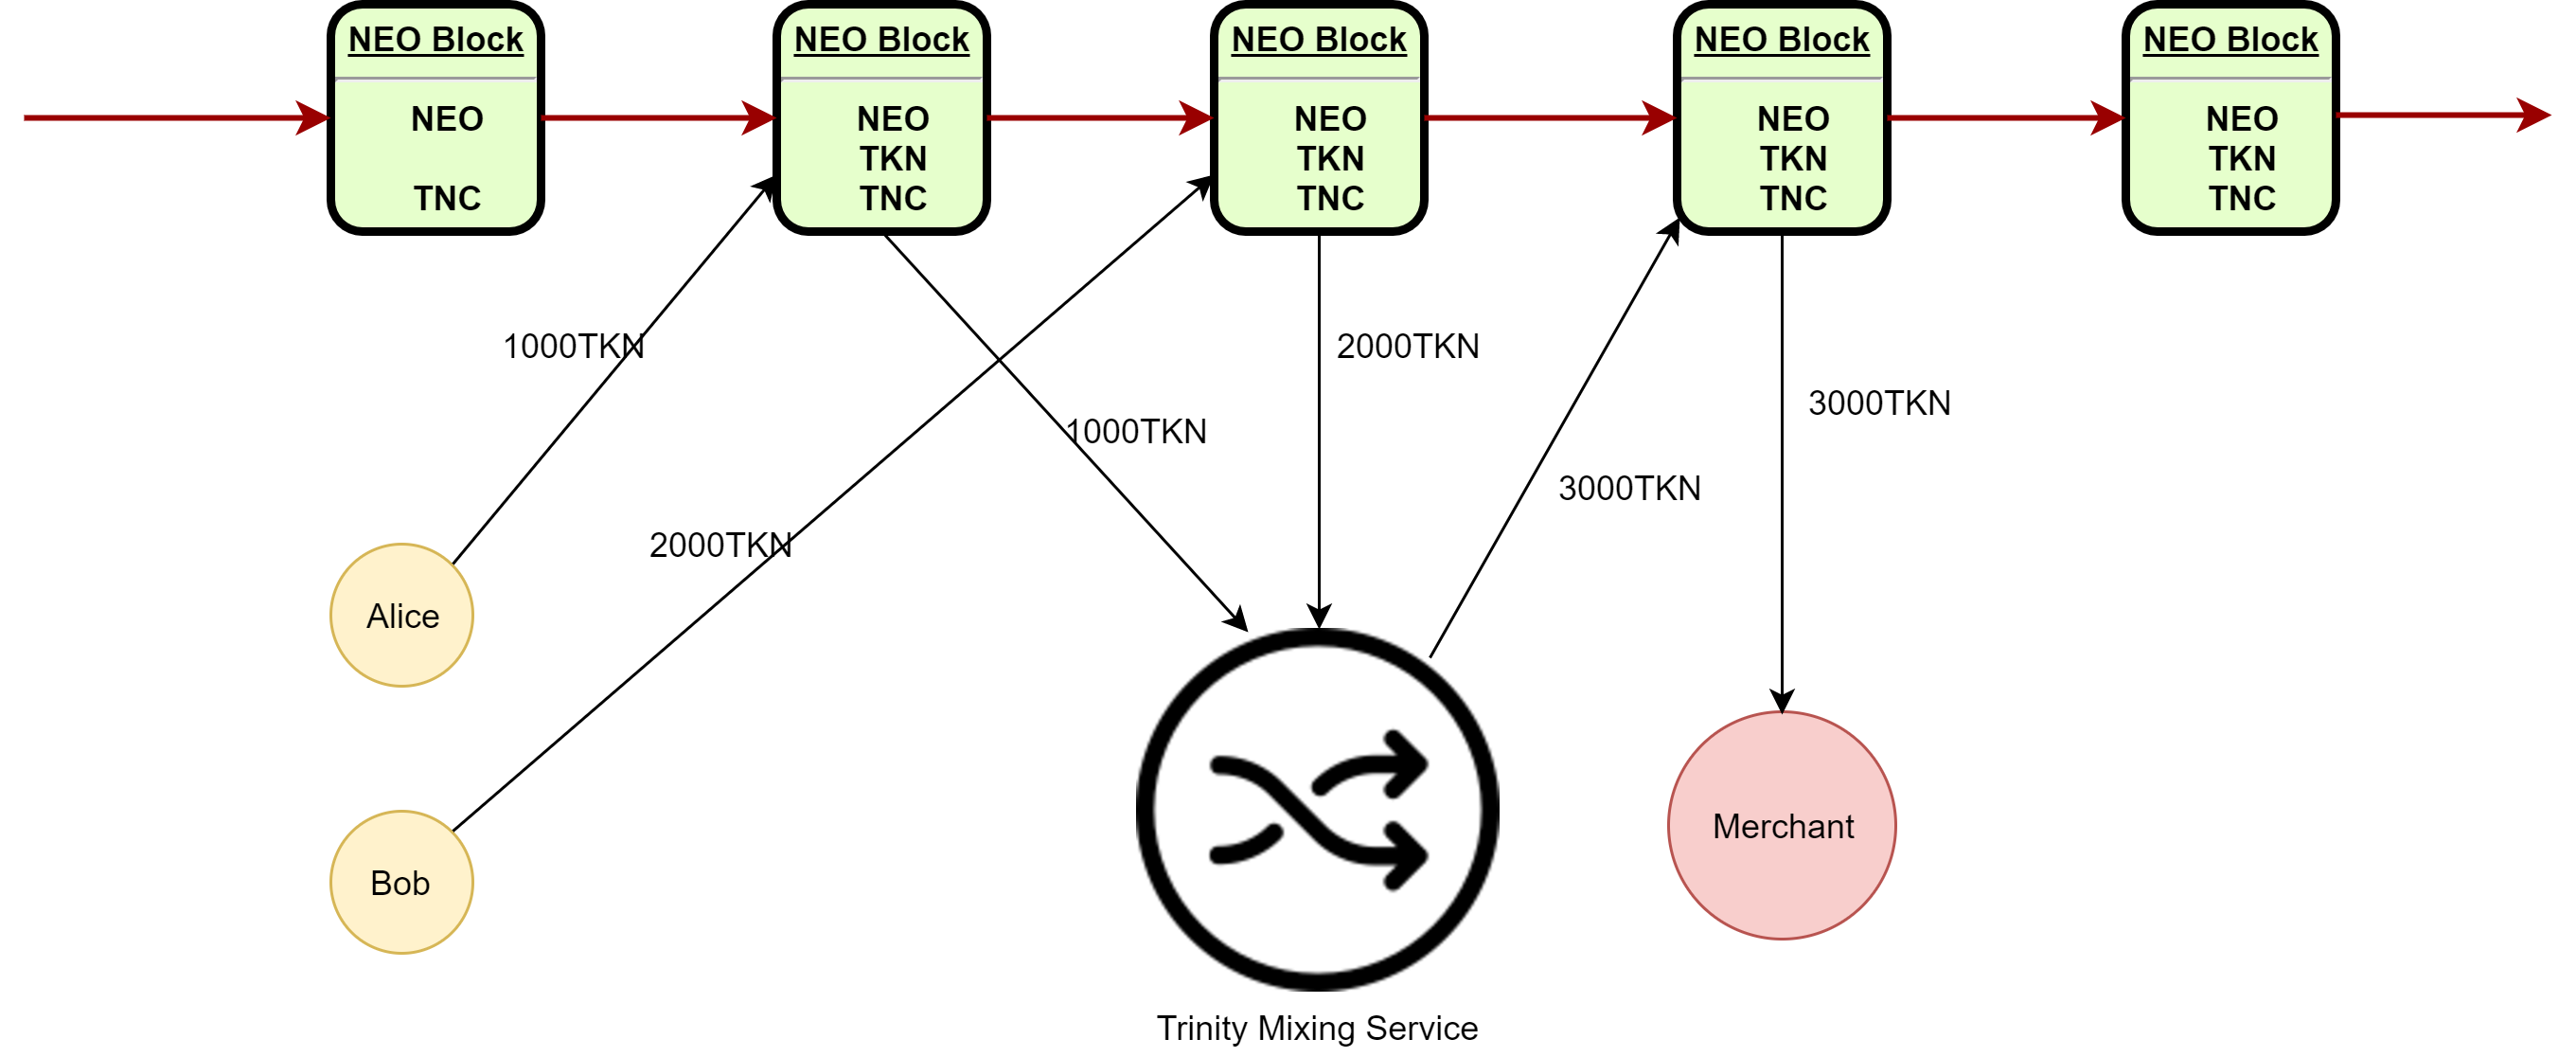 NEO Block
NEO
TNC
NEO Block
NEO
TKN
TNC
NEO Block
NEO
TKN
TNC
NEO Block
NEO
TKN
TNC
NEO Block
NEO
TKN
TNC
1000TKN
2000TKN
3000TKN
1000TKN
3000TKN
2000TKN
Alice
Merchant
Bob
Trinity Mixing Service